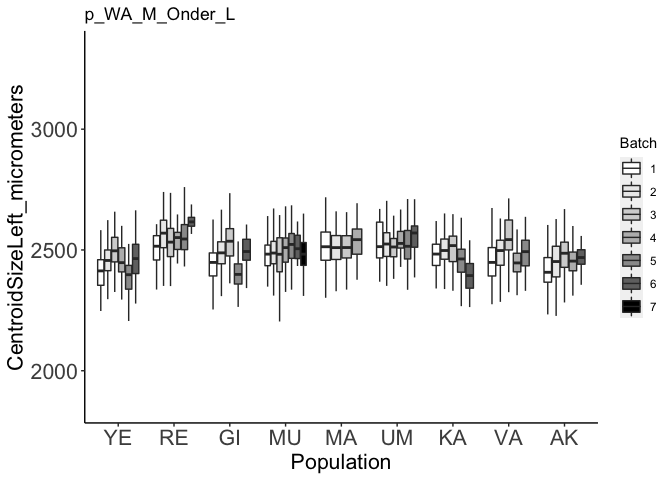 p_WA_M_Onder_L
CentroidSizeLeft_micrometers
3000
2500
2000
YE RE GI MU MA UM KA VA AK
Population
Batch
1
2
3
4
5
6
7